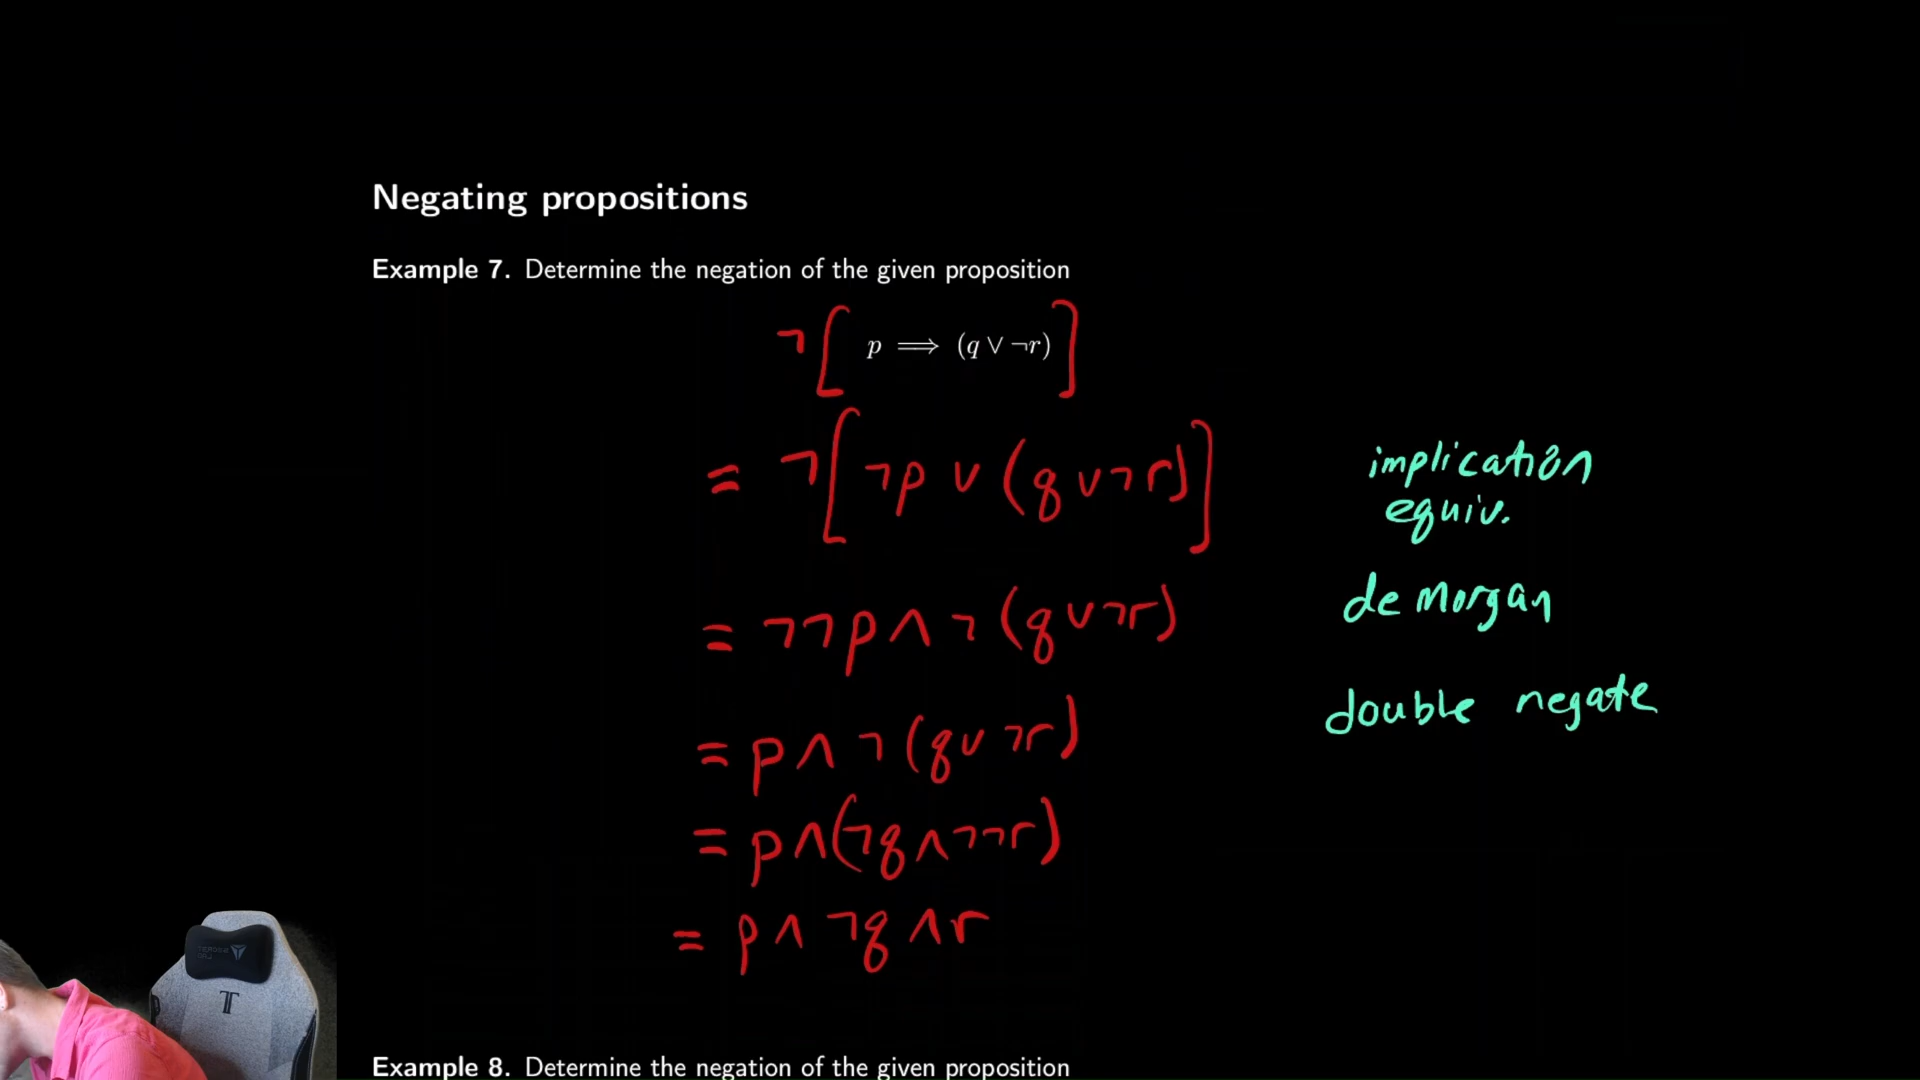 Negating propositions
Example 7. Determine the negation of the given proposition
¬[ p ⟹ (q ∨ ¬r) ]
= ¬[¬p ∨ (q ∨ ¬r)]
implication
equiv.
= ¬¬p ∧ ¬(q ∨ ¬r)
de Morgan
= p ∧ ¬(q ∨ ¬r)
double negate
= p ∧ (¬q ∧ ¬¬r)
= p ∧ ¬q ∧ r
T
Example 8. Determine the negation of the given proposition